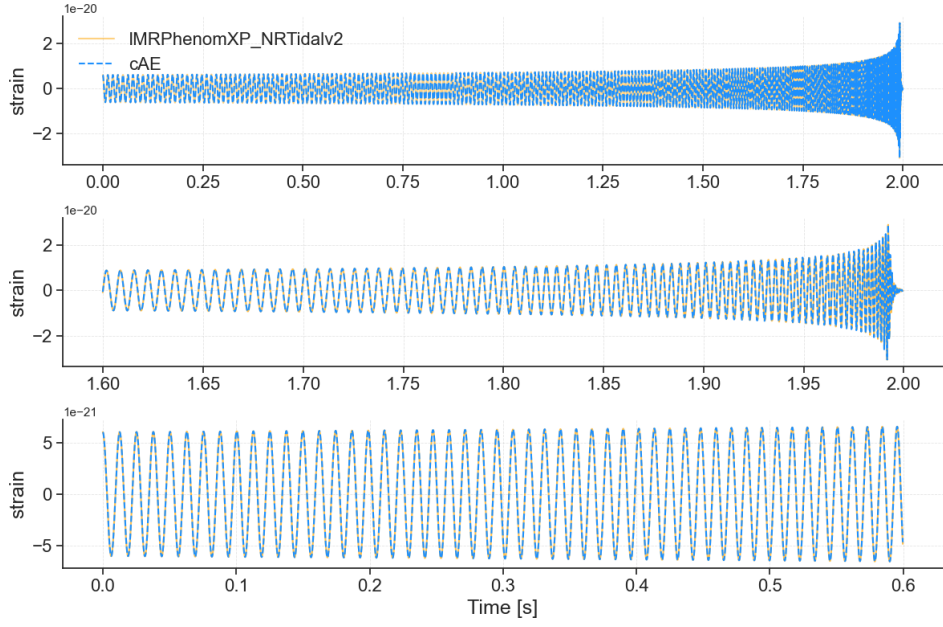 1e−20
IMRPhenomXP_NRTidalv2
cAE
strain
2
0
−2
0.00 0.25 0.50 0.75 1.00 1.25 1.50 1.75 2.00
1e−20
strain
2
0
−2
1.60 1.65 1.70 1.75 1.80 1.85 1.90 1.95 2.00
1e−21
strain
5
0
−5
0.0 0.1 0.2 0.3 0.4 0.5 0.6
Time [s]